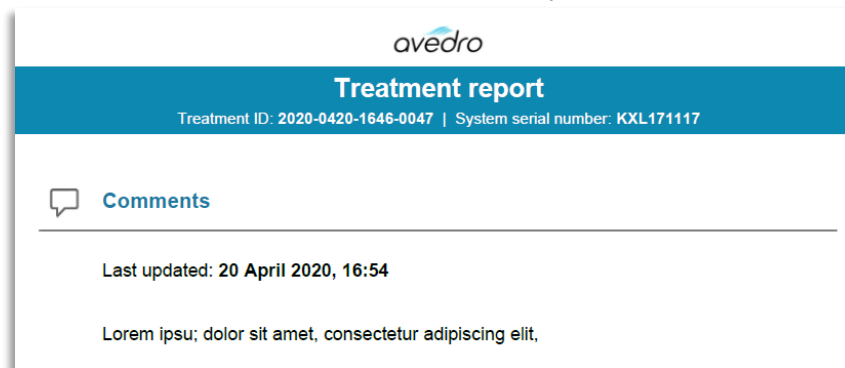 avedro
Treatment report
Treatment ID: 2020-0420-1646-0047 | System serial number: KXL171117
Comments
Last updated: 20 April 2020, 16:54
Lorem ipsu; dolor sit amet, consectetur adipiscing elit,